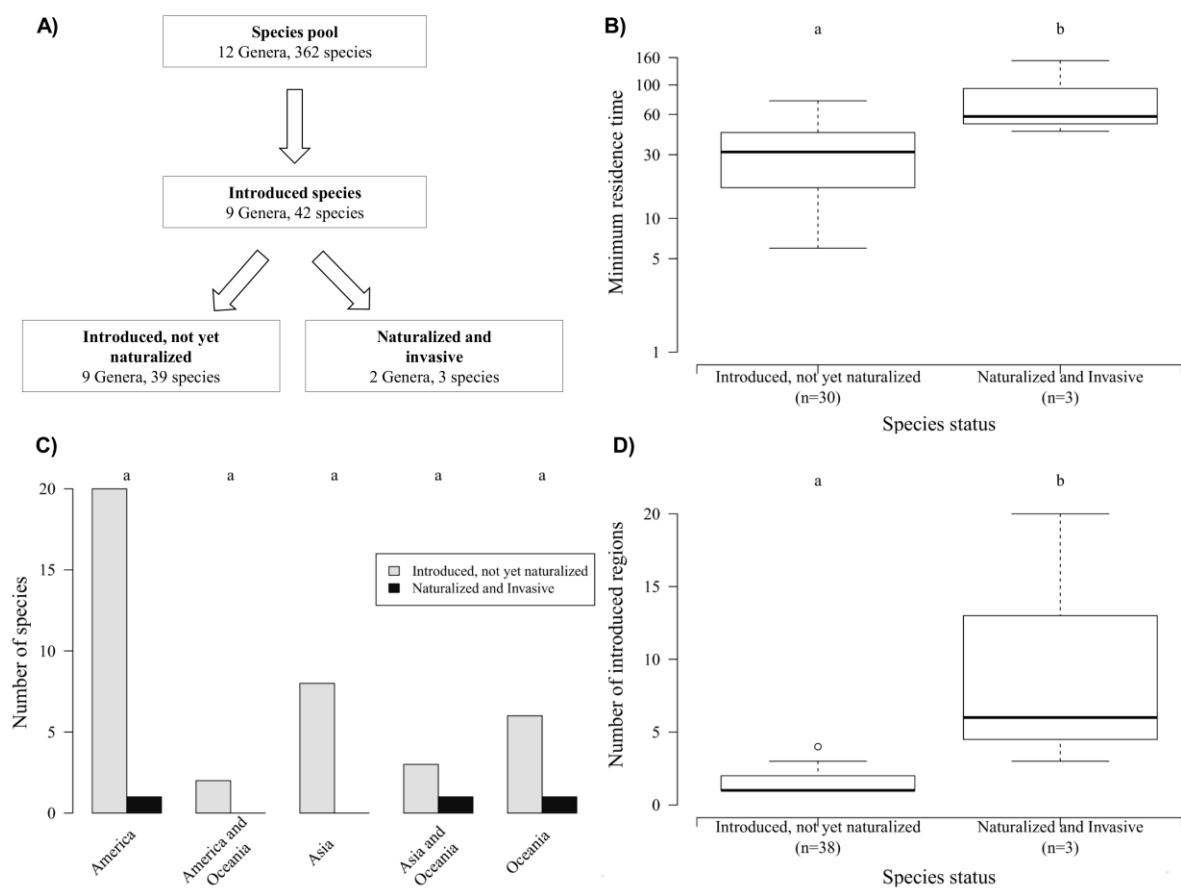 A)
Species pool
12 Genera, 362 species
Introduced species
9 Genera, 42 species
Introduced, not yet
naturalized
9 Genera, 39 species
Naturalized and
invasive
2 Genera, 3 species
B)
a b
160
100
60
30
10
5
1
Minimum residence time
Introduced, not yet naturalized
(n=30)
Naturalized and Invasive
(n=3)
Species status
C)
a a a a a
20
15
10
5
0
Number of species
Introduced, not yet naturalized
Naturalized and Invasive
America
America and
Oceania
Asia
Asia and
Oceania
Oceania
D)
a b
20
15
10
5
0
Number of introduced regions
Introduced, not yet naturalized
(n=38)
Naturalized and Invasive
(n=3)
Species status